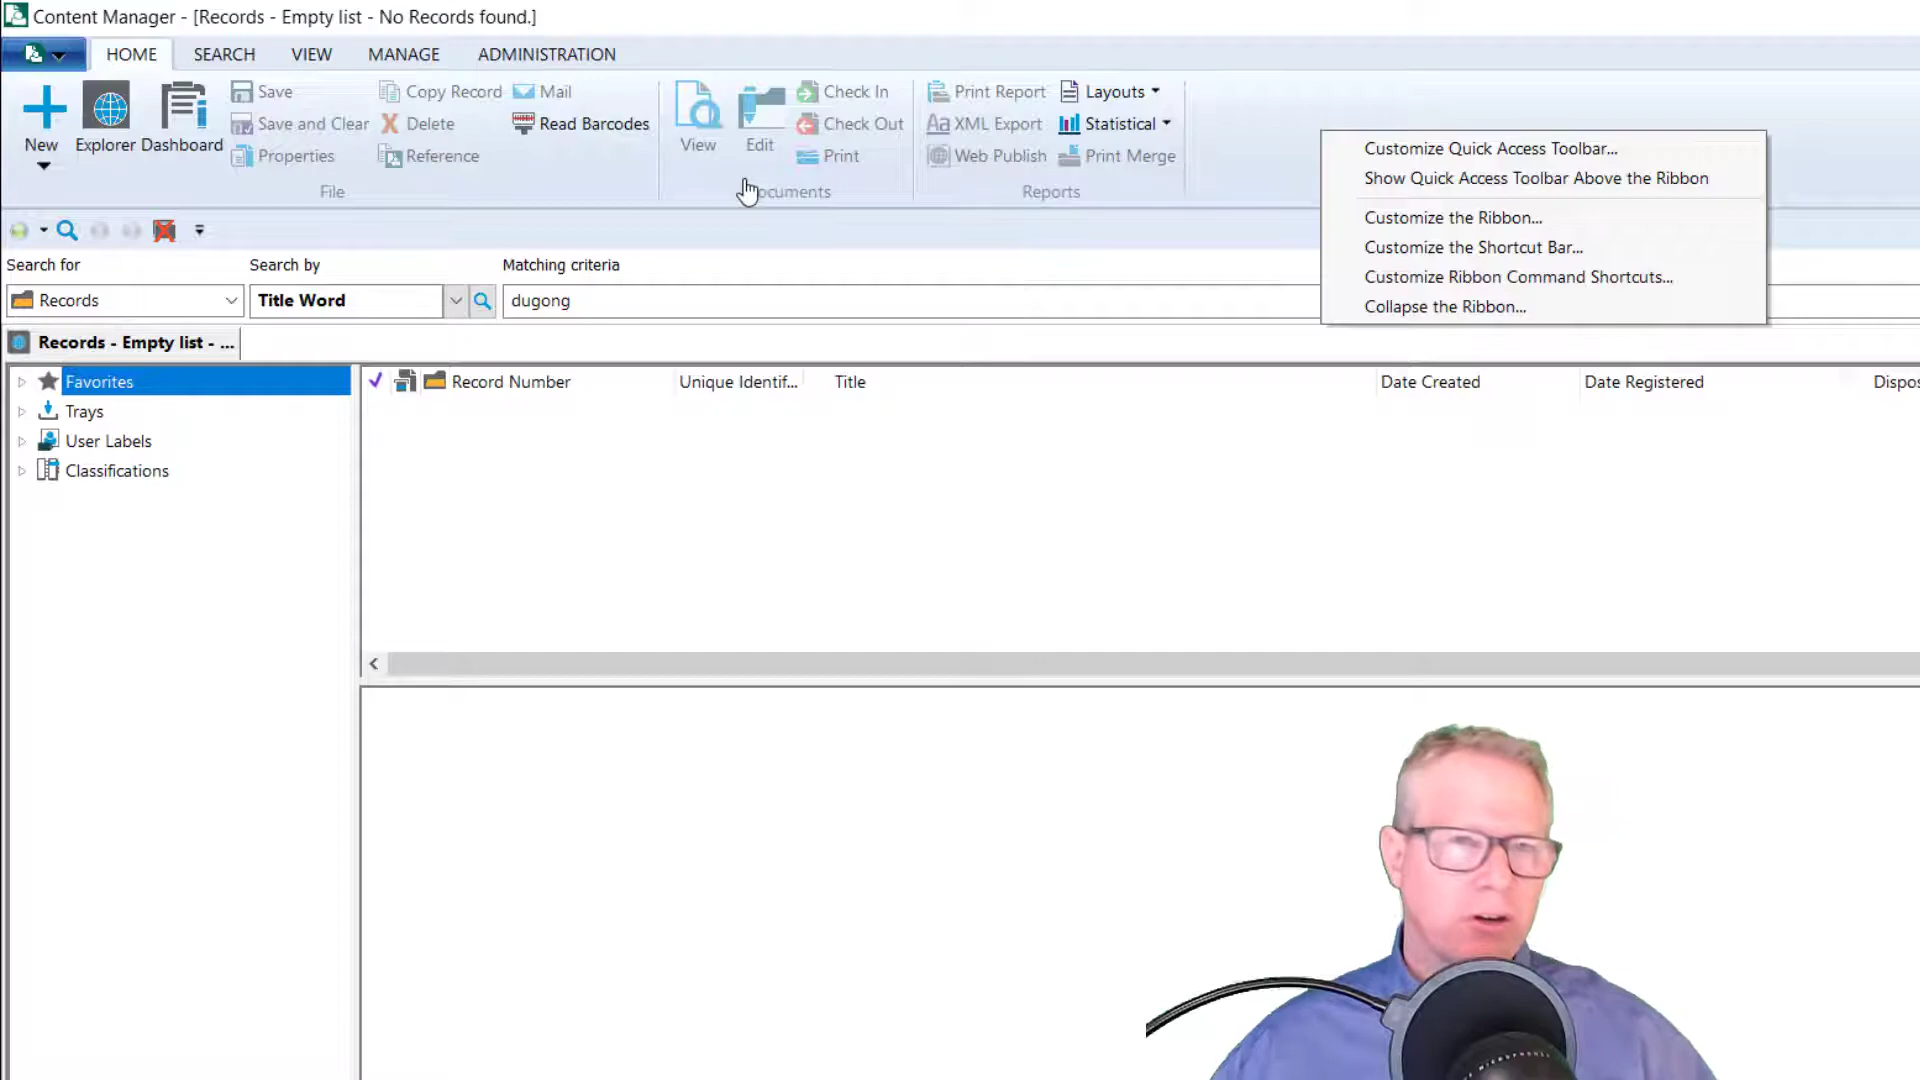 Content Manager - [Records - Empty list - No Records found.]
HOME SEARCH VIEW MANAGE ADMINISTRATION
New Explorer Dashboard
Save
Save and Clear
Properties
Copy Record
Delete
Reference
Mail
Read Barcodes
File
View Edit
Check In
Check Out
Print
ocuments
Print Report
XML Export
Web Publish
Layouts
Statistical
Print Merge
Reports
Customize Quick Access Toolbar...
Show Quick Access Toolbar Above the Ribbon
Customize the Ribbon...
Customize the Shortcut Bar...
Customize Ribbon Command Shortcuts...
Collapse the Ribbon...
Search for Search by Matching criteria
Records Title Word dugong
Records - Empty list - ...
Favorites
Trays
User Labels
Classifications
Record Number Unique Identif... Title Date Created Date Registered Dispos